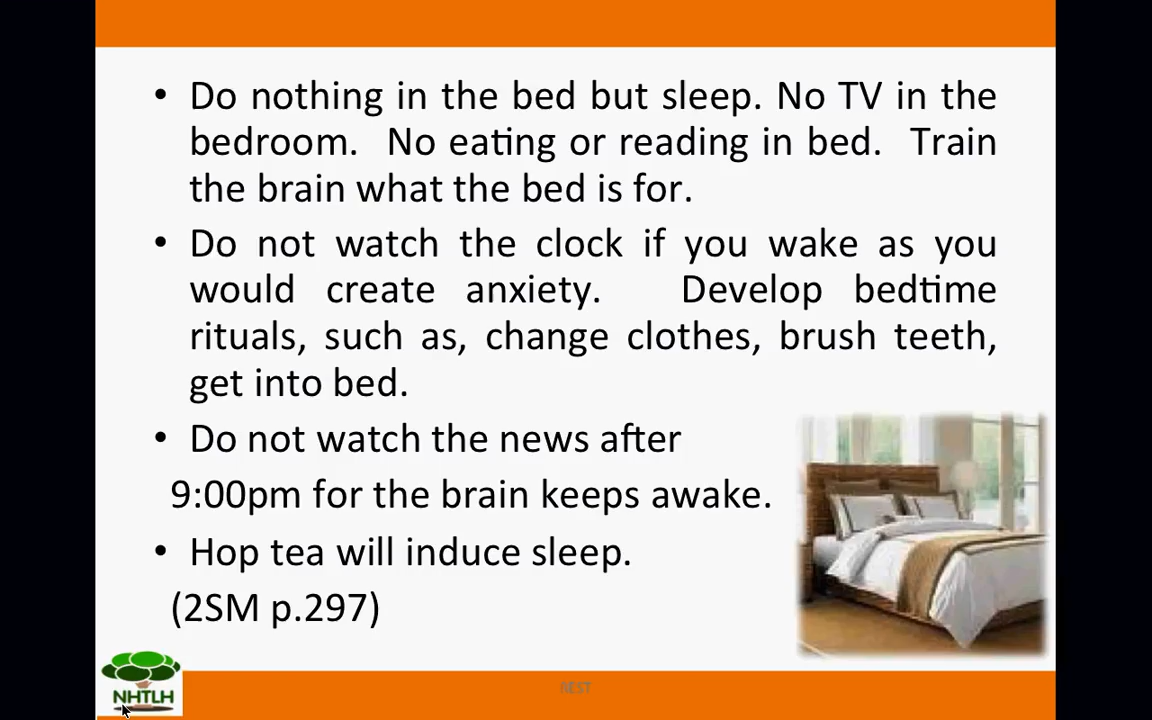 • Do nothing in the bed but sleep. No TV in the
bedroom. No eating or reading in bed. Train
the brain what the bed is for.
• Do not watch the clock if you wake as you
would create anxiety. Develop bedtime
rituals, such as, change clothes, brush teeth,
get into bed.
• Do not watch the news after
9:00pm for the brain keeps awake.
• Hop tea will induce sleep.
(2SM p.297)
NHTLH
REST